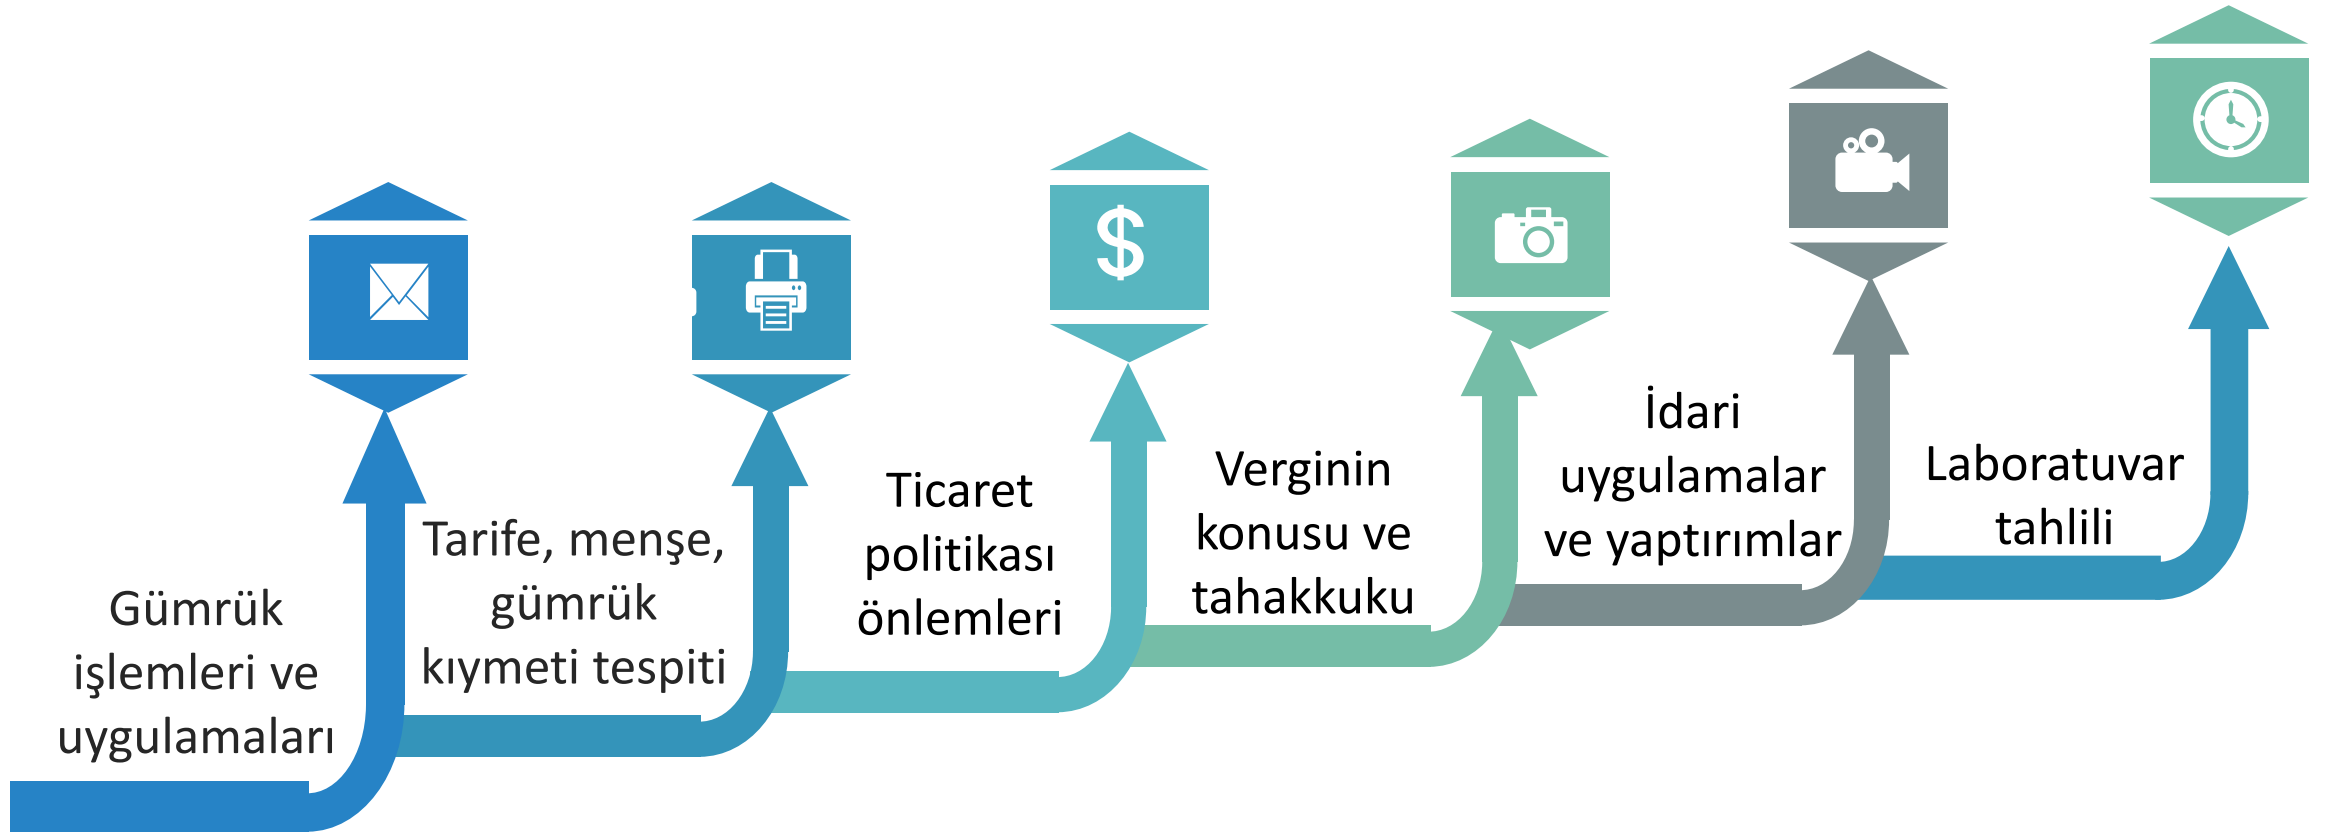 Gümrük
işlemleri ve
uygulamaları
Tarife, menşe,
gümrük
kıymeti tespiti
Ticaret
politikası
önlemleri
Verginin
konusu ve
tahakkuku
İdari
uygulamalar
ve yaptırımlar
Laboratuvar
tahlili
$